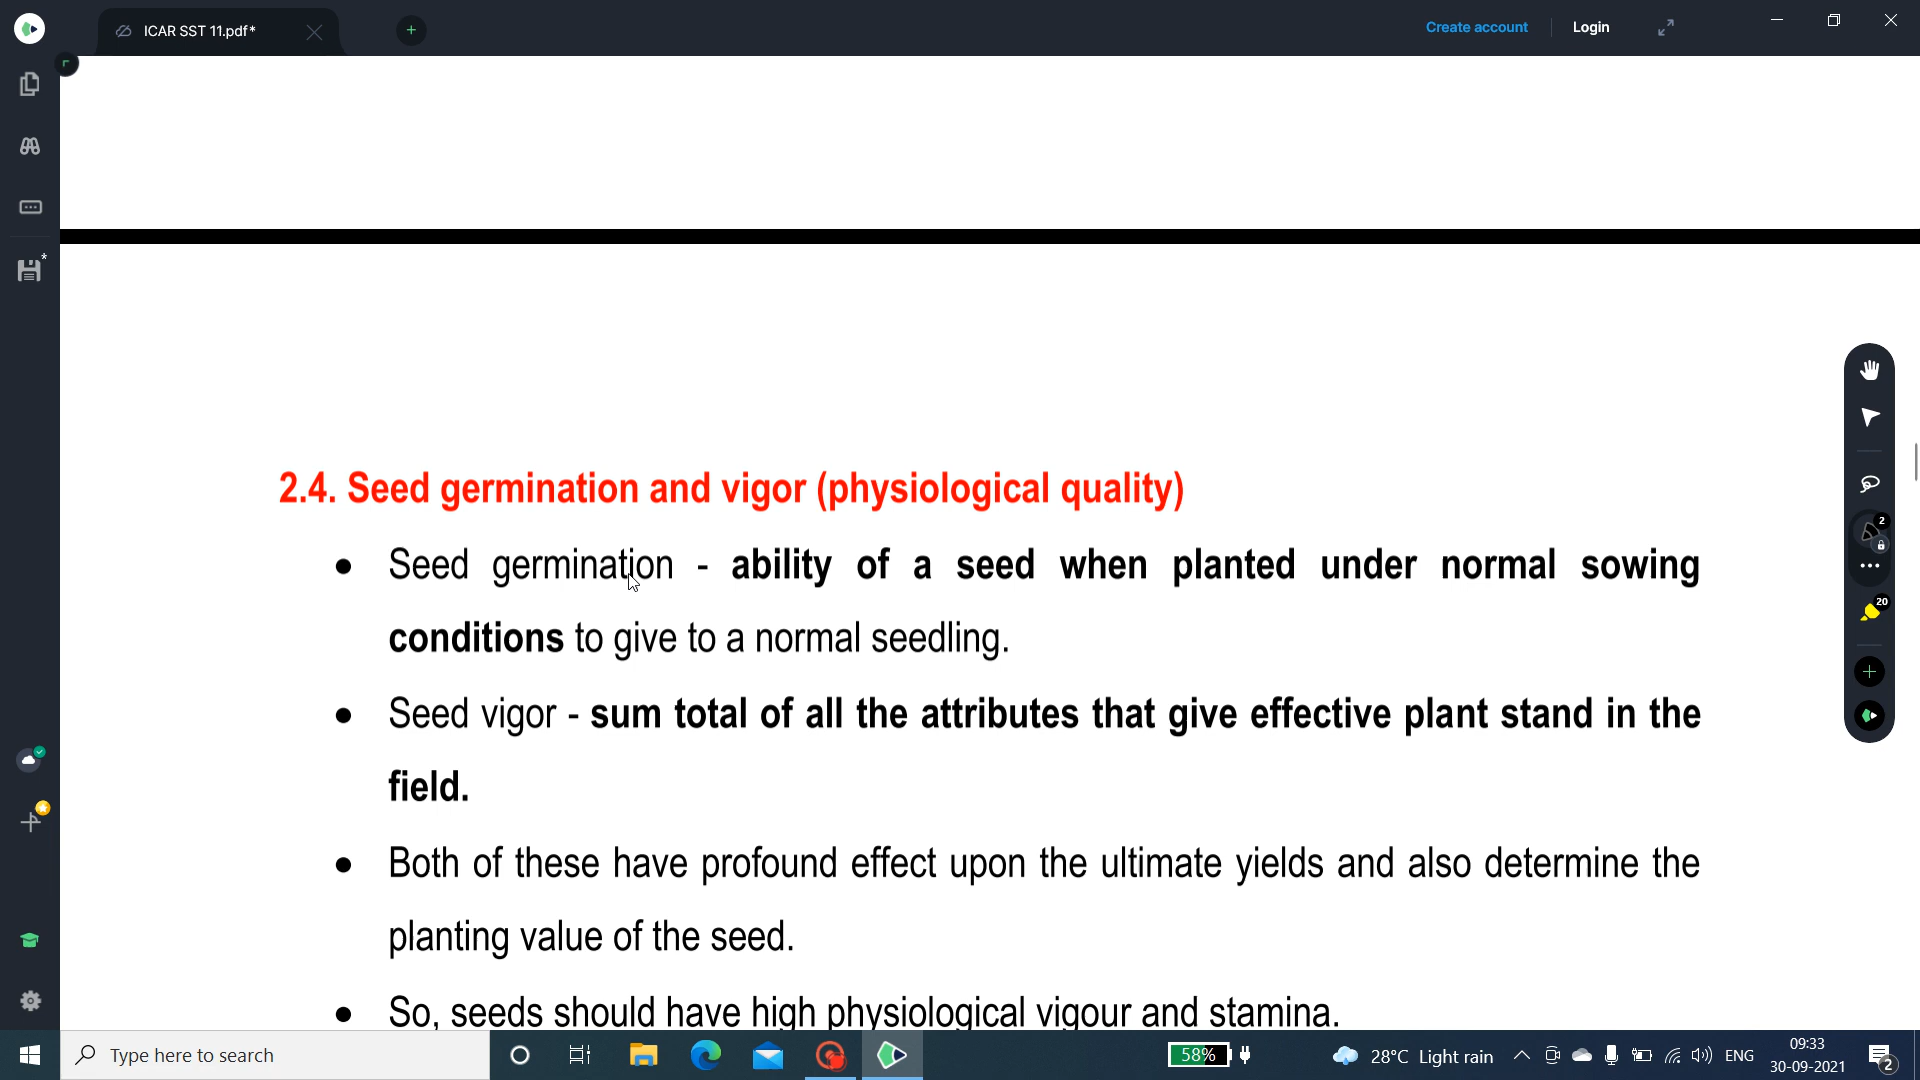 ICAR SST 11.pdf*
Create account
Login
2.4. Seed germination and vigor (physiological quality)
● Seed germination - ability of a seed when planted under normal sowing
conditions to give to a normal seedling.
● Seed vigor - sum total of all the attributes that give effective plant stand in the
field.
● Both of these have profound effect upon the ultimate yields and also determine the
planting value of the seed.
● So, seeds should have high physiological vigour and stamina.
2
20
Type here to search
58%
28°C Light rain
ENG
09:33
30-09-2021
2